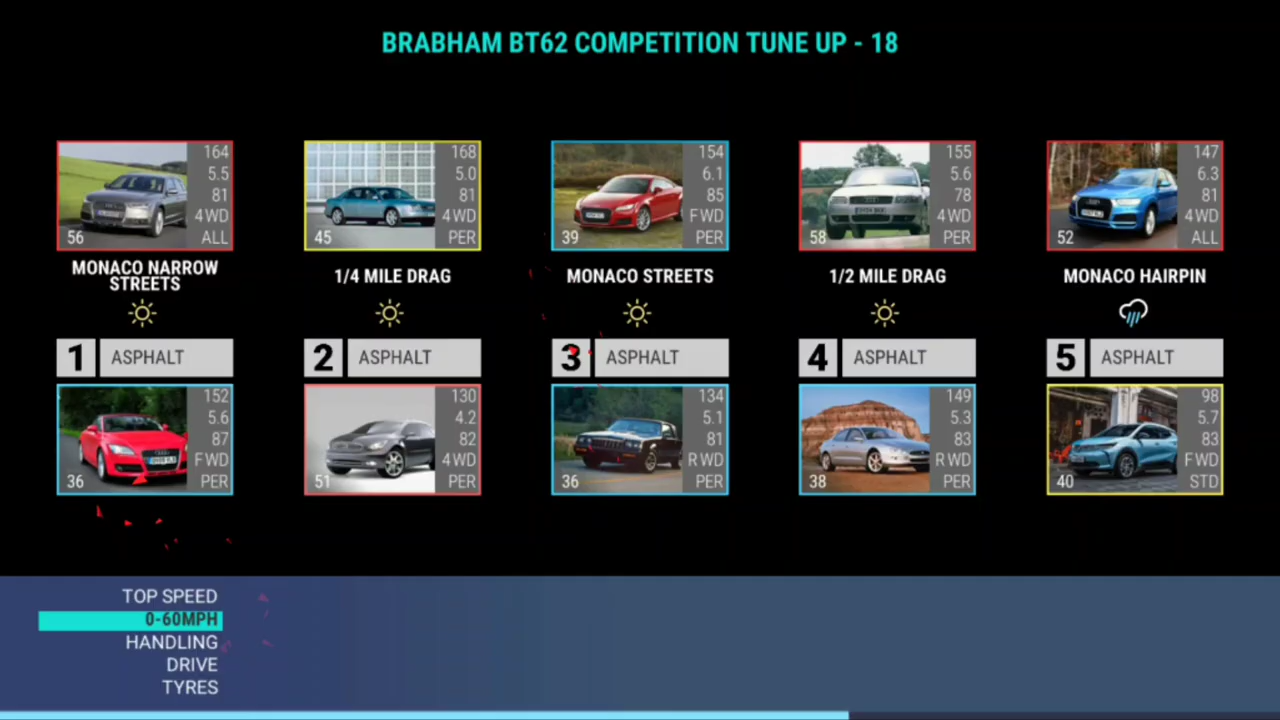 BRABHAM BT62 COMPETITION TUNE UP - 18
164
5.5
81
4WD
56 ALL
168
5.0
81
4WD
45 PER
154
6.1
85
FWD
39 PER
155
5.6
78
4WD
58 PER
147
6.3
81
4WD
52 ALL
MONACO NARROW
STREETS
1/4 MILE DRAG
MONACO STREETS
1/2 MILE DRAG
MONACO HAIRPIN
1 ASPHALT
2 ASPHALT
3 ASPHALT
4 ASPHALT
5 ASPHALT
152
5.6
87
FWD
36 PER
130
4.2
82
4WD
51 PER
134
5.1
81
RWD
36 PER
149
5.3
83
RWD
38 PER
98
5.7
83
FWD
40 STD
TOP SPEED
0-60MPH
HANDLING
DRIVE
TYRES